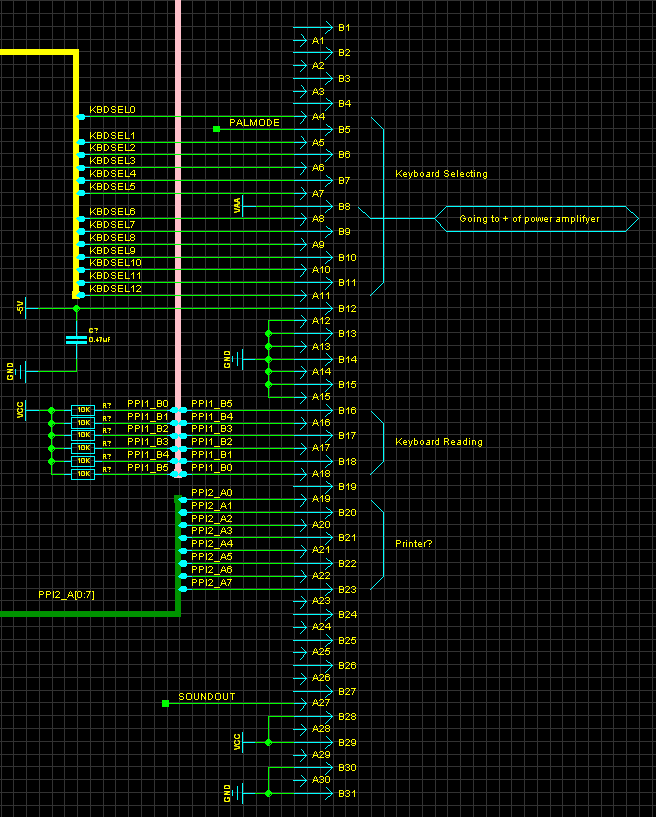 B1
A1
B2
A2
B3
A3
B4
KBDSEL0 A4
PALMODE B5
KBDSEL1 A5
KBDSEL2 B6
KBDSEL3 A6
Keyboard Selecting
KBDSEL4 B7
KBDSEL5 A7
VAA B8
KBDSEL6 A8
Going to + of power amplifyer
KBDSEL7 B9
KBDSEL8 A9
KBDSEL9 B10
KBDSEL10 A10
KBDSEL11 B11
KBDSEL12 A11
-5V B12
A12
C?
0.47uF
B13
A13
GND GND B14
A14
B15
A15
VCC 10K R? PPI1_B0 PPI1_B5 B16
10K R? PPI1_B1 PPI1_B4 A16
10K R? PPI1_B2 PPI1_B3 B17
Keyboard Reading
10K R? PPI1_B3 PPI1_B2 A17
10K R? PPI1_B4 PPI1_B1 B18
10K R? PPI1_B5 PPI1_B0 A18
B19
PPI2_A0 A19
PPI2_A1 B20
PPI2_A2 A20
PPI2_A3 B21
Printer?
PPI2_A4 A21
PPI2_A5 B22
PPI2_A6 A22
PPI2_A7 B23
PPI2_A[0:7]
A23
B24
A24
B25
A25
B26
A26
B27
SOUNDOUT A27
B28
A28
VCC B29
A29
B30
A30
GND B31